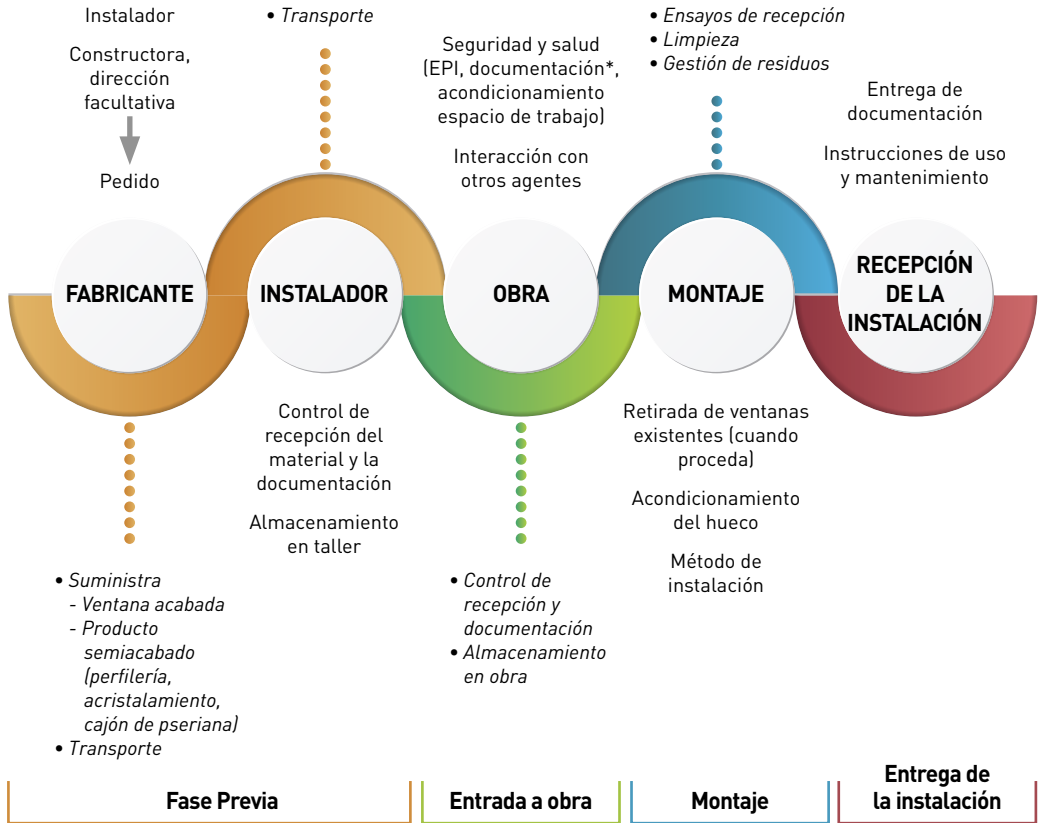 Instalador
Constructora,
dirección
facultativa
Pedido
FABRICANTE
• Suministra
- Ventana acabada
- Producto
semiacabado
(perfilería,
acristalamiento,
cajón de pseriana)
• Transporte
• Transporte
INSTALADOR
Control de
recepción del
material y la
documentación
Almacenamiento
en taller
Seguridad y salud
(EPI, documentación*,
acondicionamiento
espacio de trabajo)
Interacción con
otros agentes
OBRA
• Control de
recepción y
documentación
• Almacenamiento
en obra
• Ensayos de recepción
• Limpieza
• Gestión de residuos
MONTAJE
Retirada de ventanas
existentes (cuando
proceda)
Acondicionamiento
del hueco
Método de
instalación
Entrega de
documentación
Instrucciones de uso
y mantenimiento
RECEPCIÓN
DE LA
INSTALACIÓN
Fase Previa
Entrada a obra
Montaje
Entrega de
la instalación